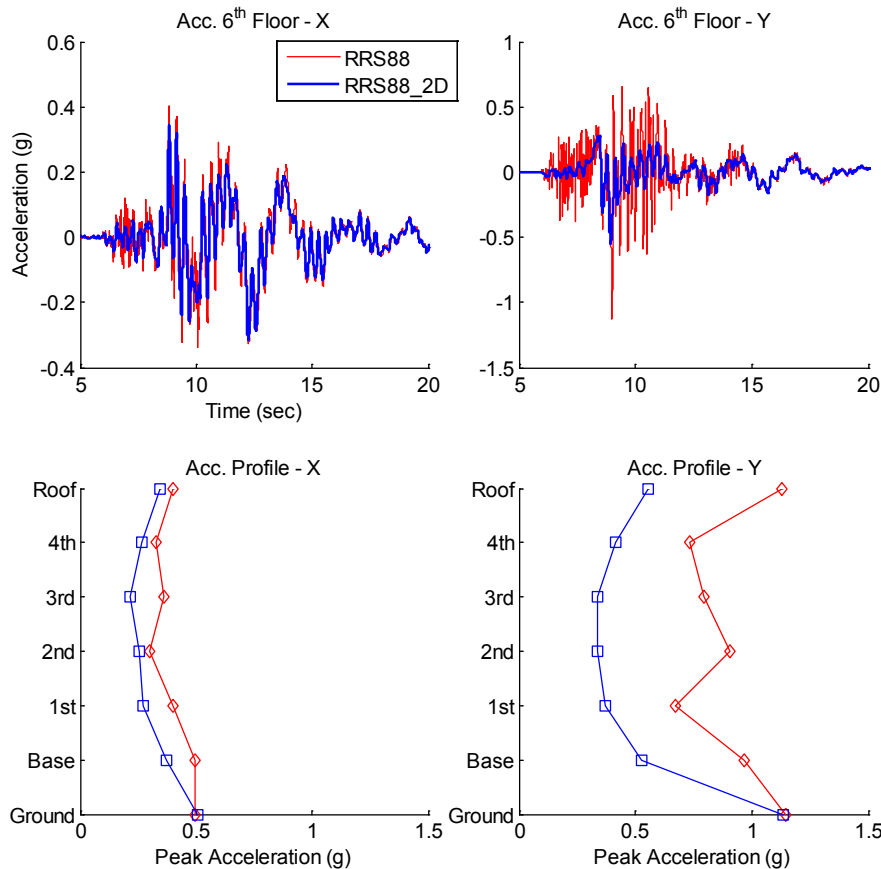 Acc. 6th Floor - X
Acc. 6th Floor - Y
RRS88
RRS88_2D
Acceleration (g)
0.6
0.4
0.2
0
-0.2
-0.4
5 10 15 20
Time (sec)
1
0.5
0
-0.5
-1
-1.5
5 10 15 20
Acc. Profile - X
Roof
4th
3rd
2nd
1st
Base
Ground
0 0.5 1 1.5
Peak Acceleration (g)
Acc. Profile - Y
Roof
4th
3rd
2nd
1st
Base
Ground
0 0.5 1 1.5
Peak Acceleration (g)